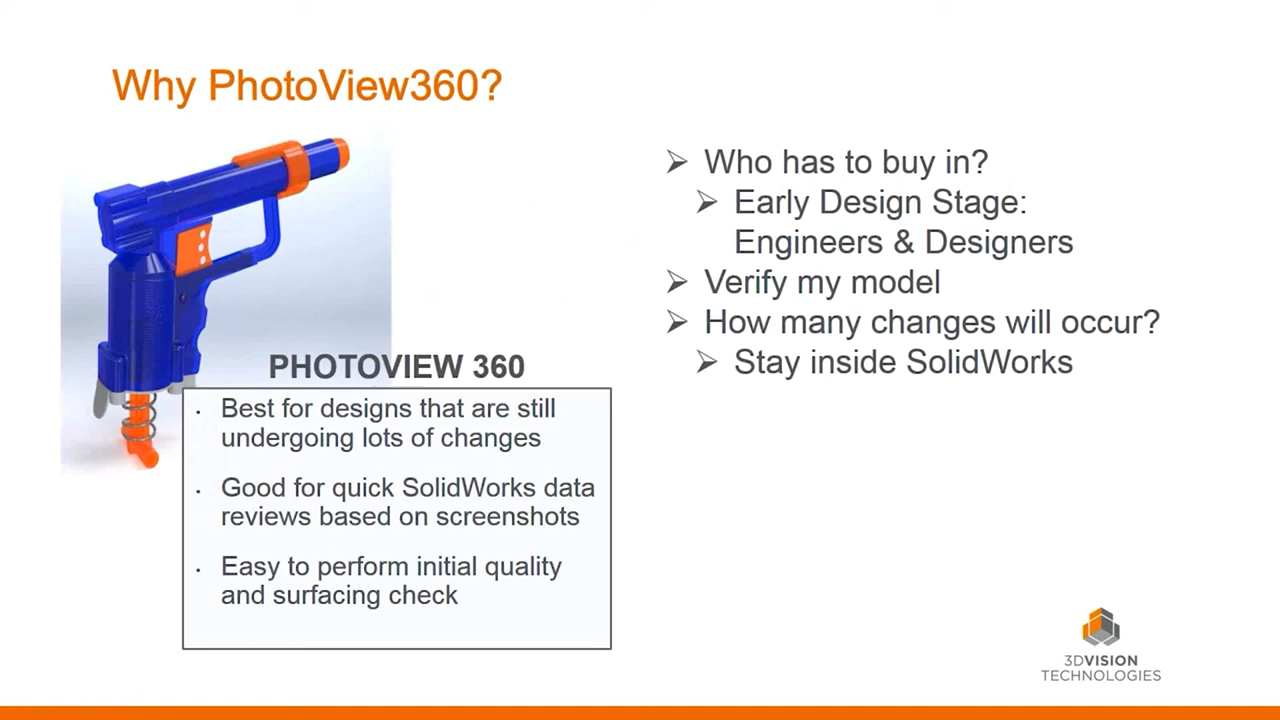 Why PhotoView360?
PHOTOVIEW 360
· Best for designs that are still
undergoing lots of changes
· Good for quick SolidWorks data
reviews based on screenshots
· Easy to perform initial quality
and surfacing check
➢ Who has to buy in?
➢ Early Design Stage:
Engineers & Designers
➢ Verify my model
➢ How many changes will occur?
➢ Stay inside SolidWorks
3DVISION
TECHNOLOGIES